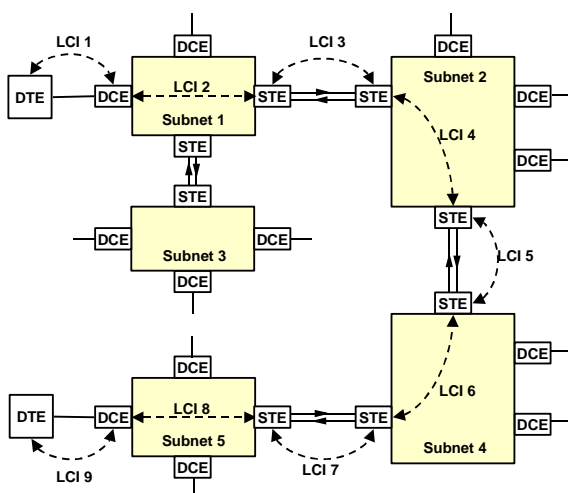 LCI 1
DCE
LCI 3
DCE
DTE
DCE
LCI 2
STE
STE
Subnet 1
Subnet 2
DCE
LCI 4
DCE
STE
STE
STE
DCE
Subnet 3
DCE
LCI 5
DCE
STE
DCE
DCE
LCI 6
DTE
DCE
LCI 8
STE
STE
DCE
Subnet 5
Subnet 4
DCE
LCI 9
LCI 7